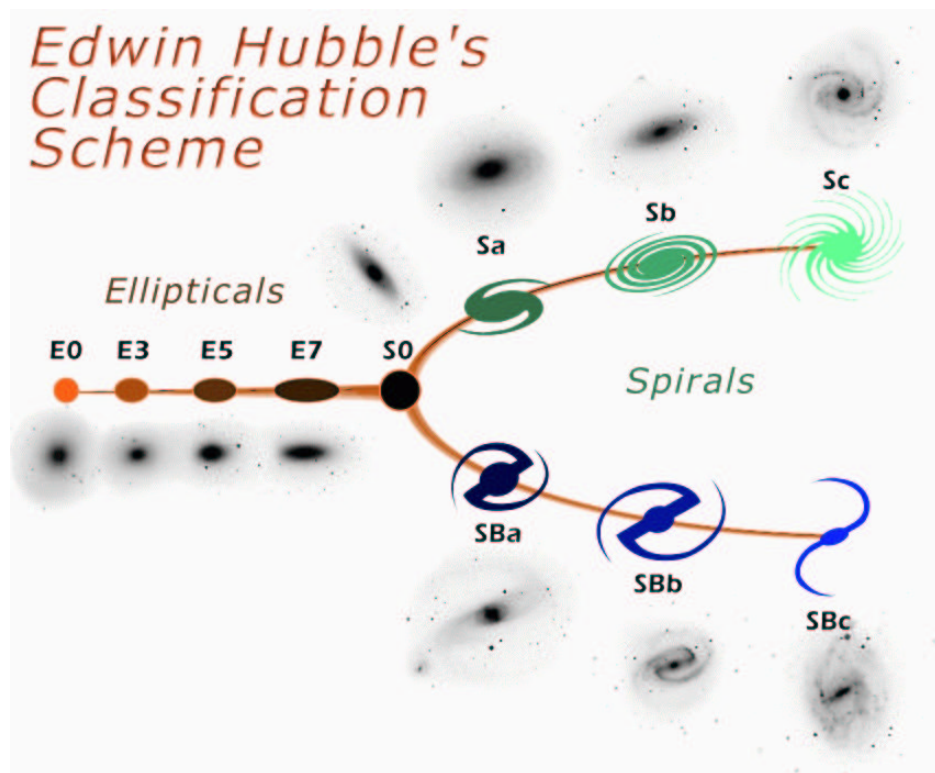 Edwin Hubble's
Classification
Scheme
Sc
Sb
Sa
Ellipticals
E0 E3 E5 E7 S0
Spirals
SBa
SBb
SBc